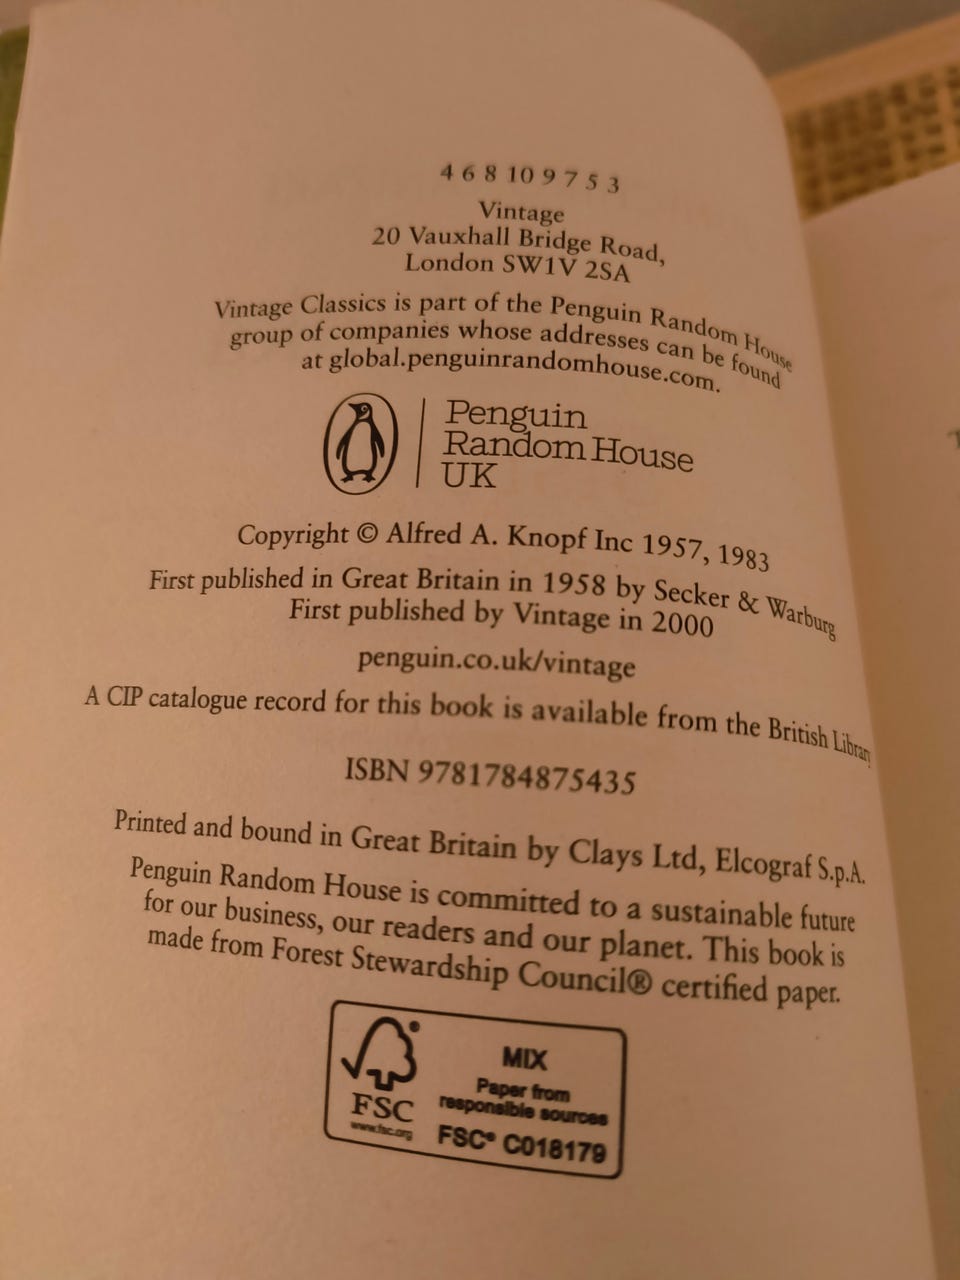 4 6 8 10 9 7 5 3
Vintage
20 Vauxhall Bridge Road,
London SW1V 2SA
Vintage Classics is part of the Penguin Random House
group of companies whose addresses can be found
at global.penguinrandomhouse.com.
Penguin
Random House
UK
Copyright © Alfred A. Knopf Inc 1957, 1983
First published in Great Britain in 1958 by Secker & Warburg
First published by Vintage in 2000
penguin.co.uk/vintage
A CIP catalogue record for this book is available from the British Library
ISBN 9781784875435
Printed and bound in Great Britain by Clays Ltd, Elcograf S.p.A.
Penguin Random House is committed to a sustainable future
for our business, our readers and our planet. This book is
made from Forest Stewardship Council® certified paper.
FSC
www.fsc.org
MIX
Paper from
responsible sources
FSC® C018179